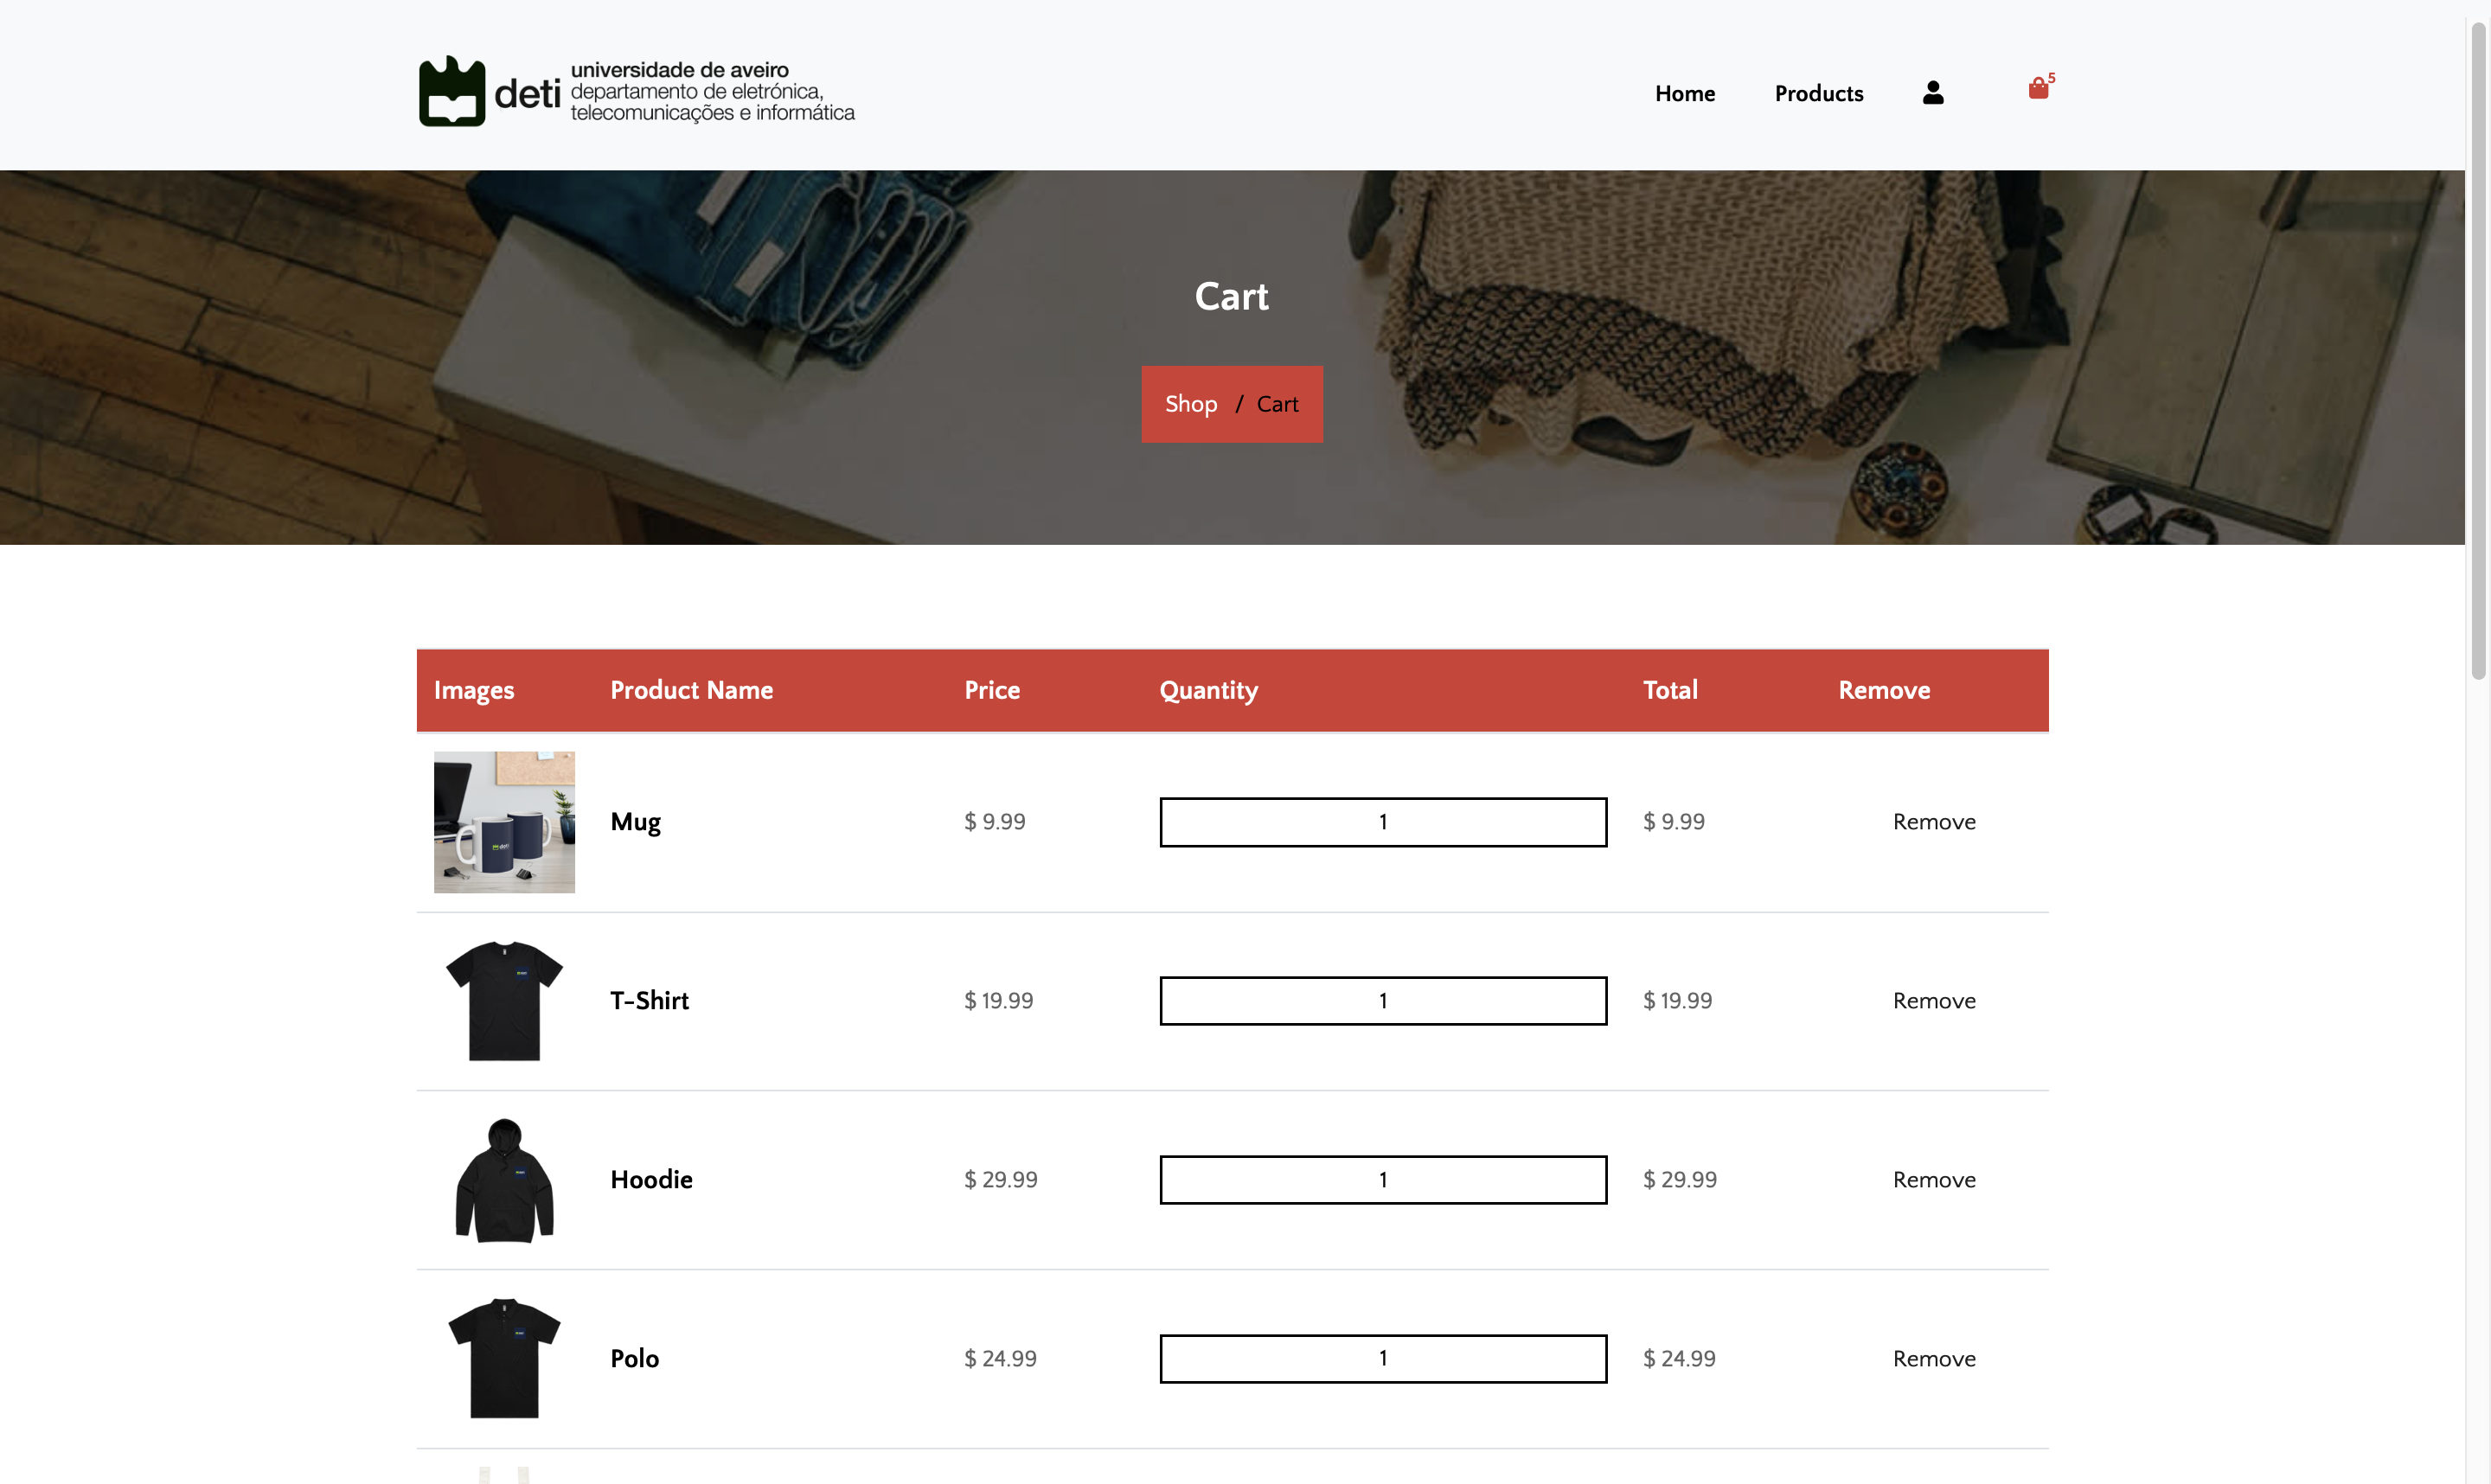 deti
universidade de aveiro
departamento de eletrónica,
telecomunicações e informática
Home Products 5
Cart
Shop / Cart
Images Product Name Price Quantity Total Remove
Mug $ 9.99 1 $ 9.99 Remove
T-Shirt $ 19.99 1 $ 19.99 Remove
Hoodie $ 29.99 1 $ 29.99 Remove
Polo $ 24.99 1 $ 24.99 Remove